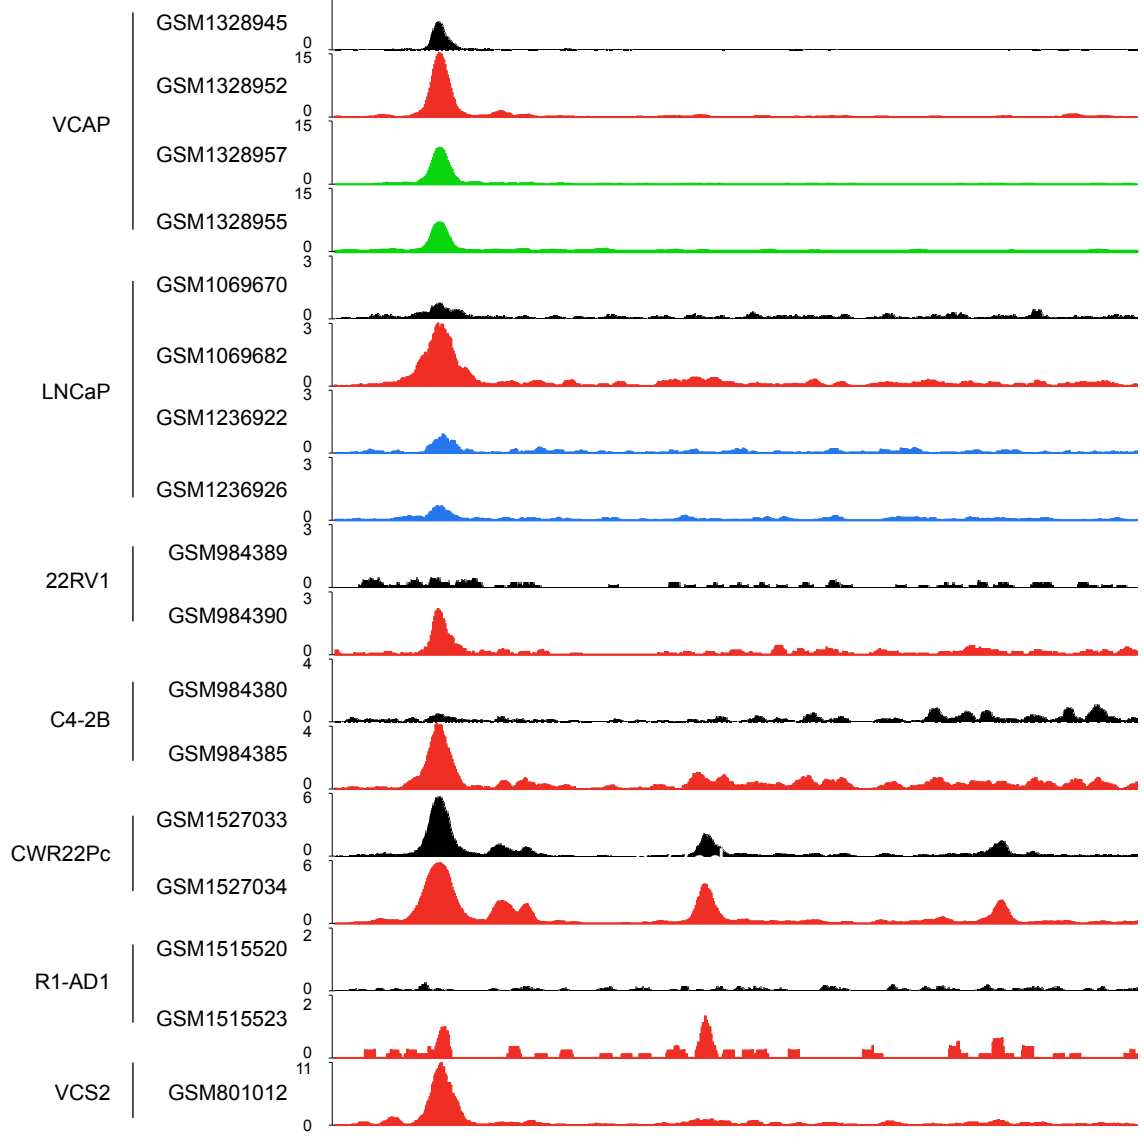 GSM1328945
0
15
GSM1328952
0
VCAP
15
GSM1328957
0
15
GSM1328955
0
3
GSM1069670
0
3
GSM1069682
0
LNCaP
3
GSM1236922
0
3
GSM1236926
0
3
GSM984389
22RV1
0
3
GSM984390
0
4
GSM984380
C4-2B
0
4
GSM984385
0
6
GSM1527033
CWR22Pc
0
6
GSM1527034
0
2
GSM1515520
R1-AD1
0
2
GSM1515523
0
11
VCS2
GSM801012
0